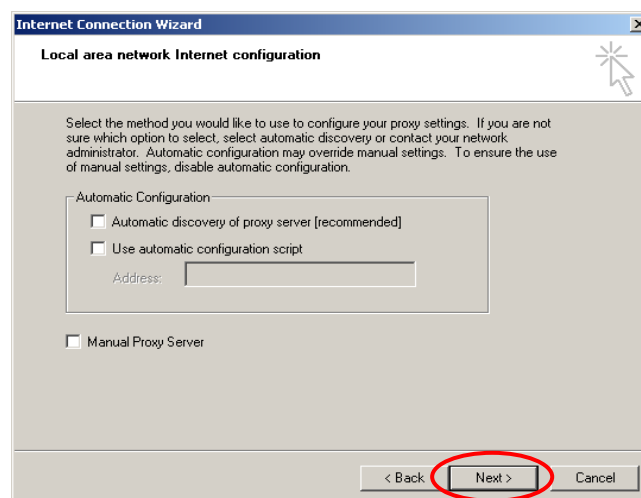 Internet Connection Wizard
Local area network Internet configuration
Select the method you would like to use to configure your proxy settings.  If you are not
sure which option to select, select automatic discovery or contact your network
administrator.  Automatic configuration may override manual settings.  To ensure the use
of manual settings, disable automatic configuration.
Automatic Configuration
Automatic discovery of proxy server [recommended]
Use automatic configuration script
Address:
Manual Proxy Server
< Back
Next >
Cancel